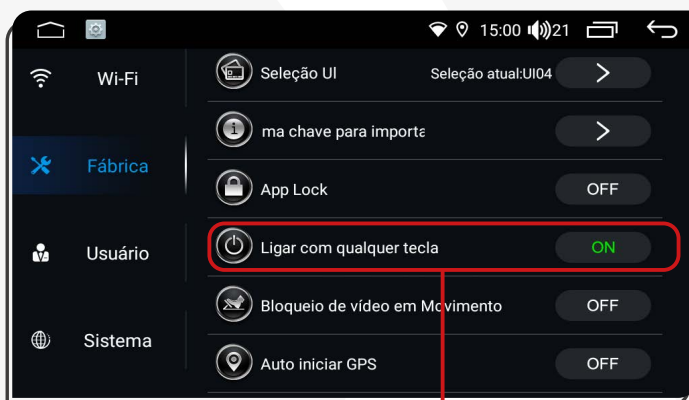 15:00 21
Wi-Fi
Seleção UI Seleção atual:UI04 >
ma chave para importa >
Fábrica
App Lock OFF
Usuário
Ligar com qualquer tecla ON
Bloqueio de vídeo em Movimento OFF
Sistema
Auto iniciar GPS OFF